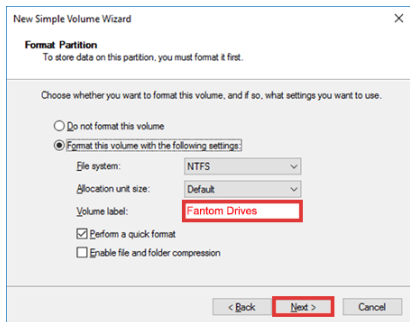 New Simple Volume Wizard
Format Partition
To store data on this partition, you must format it first.
Choose whether you want to format this volume, and if so, what settings you want to use.
Do not format this volume
Format this volume with the following settings:
File system: NTFS
Allocation unit size: Default
Volume label: Fantom Drives
Perform a quick format
Enable file and folder compression
< Back Next > Cancel